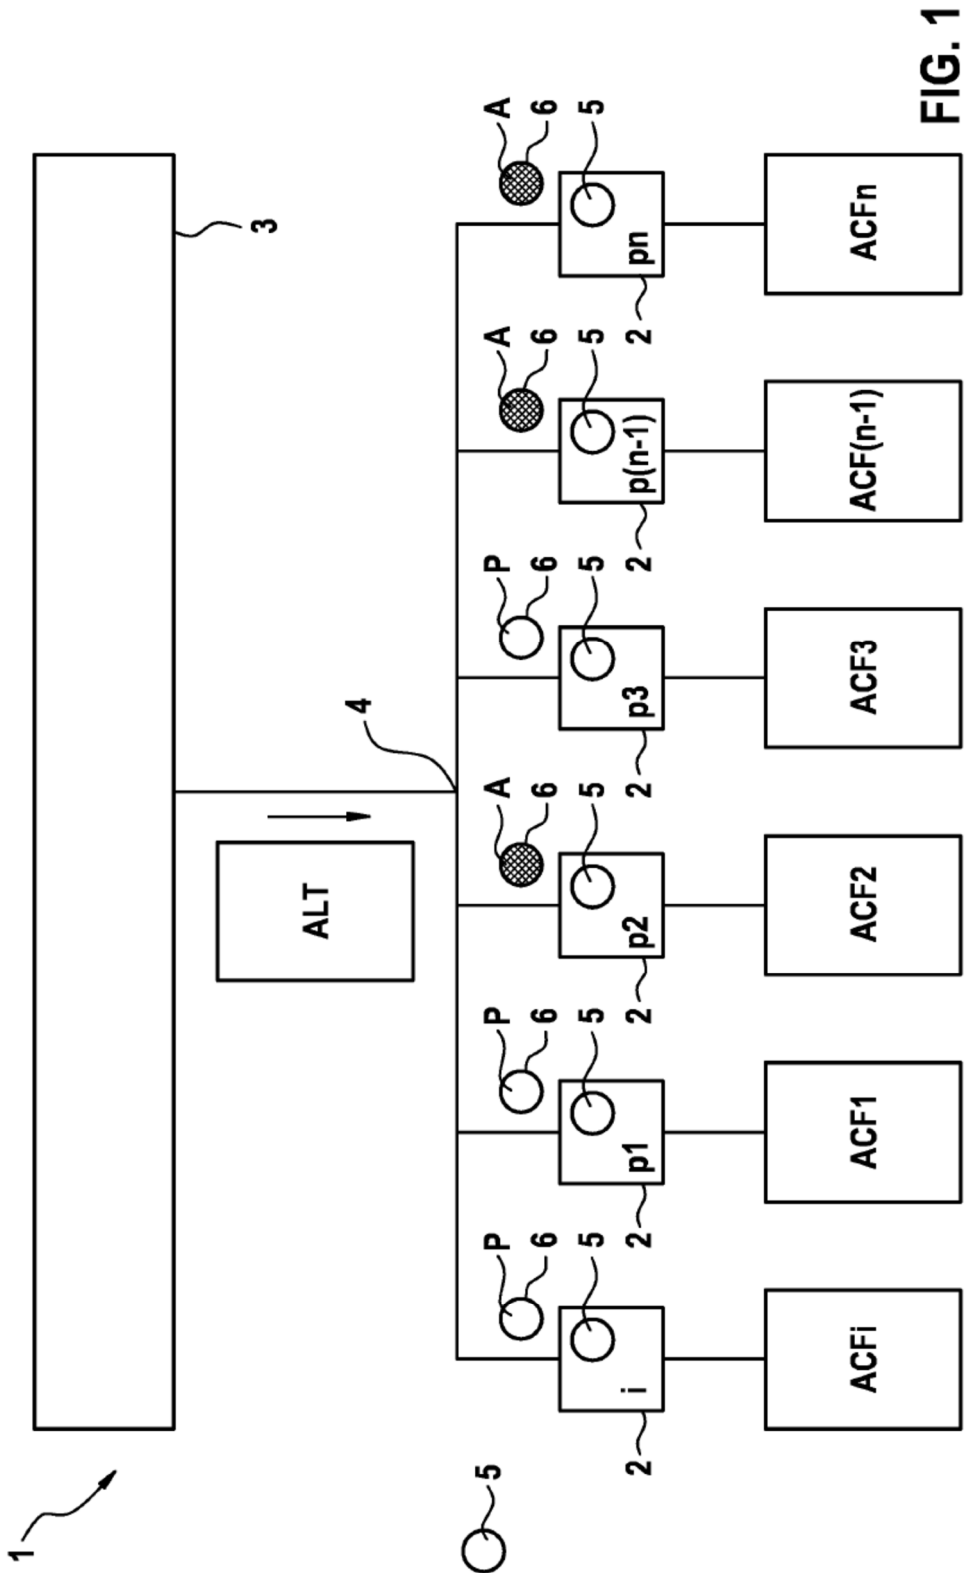 1
3
ALT
4
5
P P A P A A
6 6 6 6 6 6
5 5 5 5 5 5
2 i 2 p1 2 p2 2 p3 2 p(n-1) 2 pn
ACFi ACF1 ACF2 ACF3 ACF(n-1) ACFn
FIG. 1